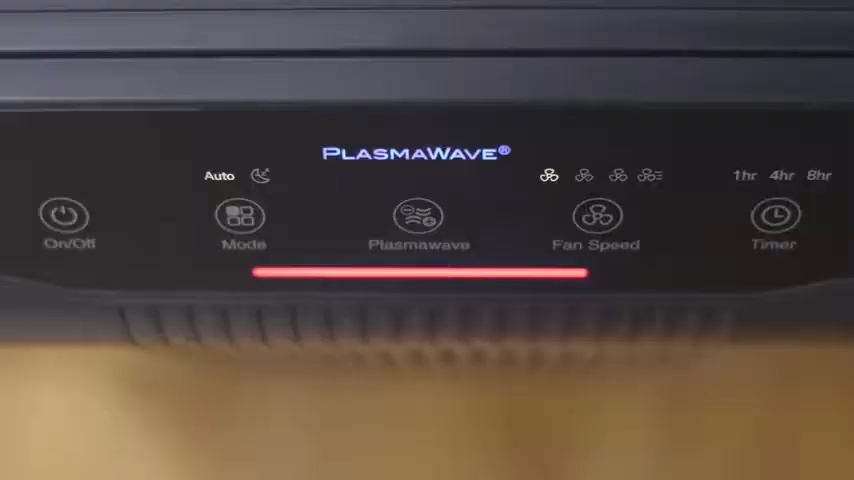 PLASMAWAVE®
Auto
1hr 4hr 8hr
On/Off Mode Plasmawave Fan Speed Timer